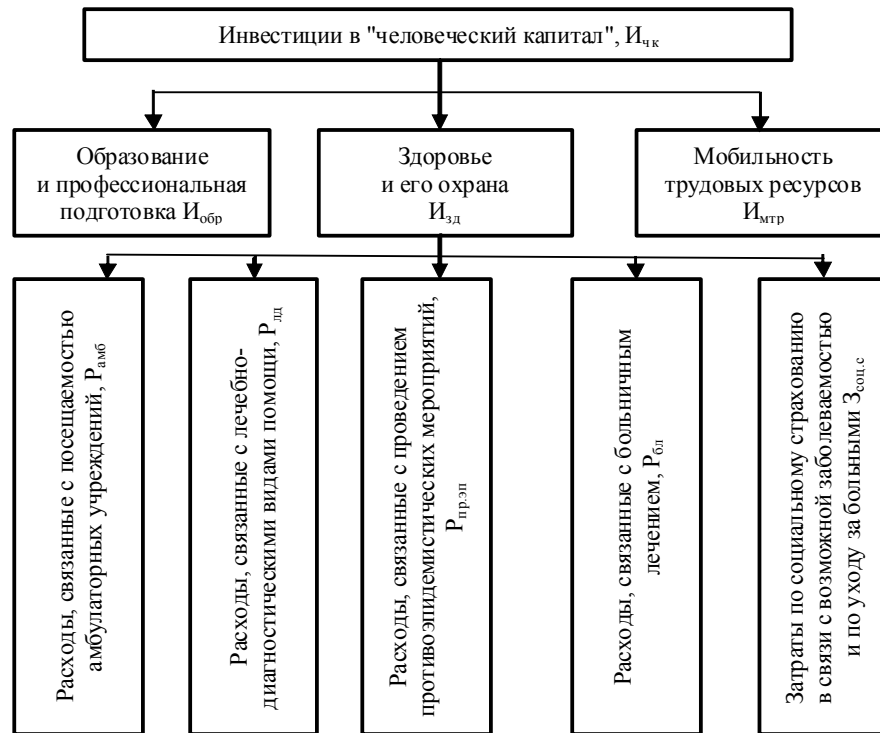 Инвестиции в "человеческий капитал", Ичк
Образование
и профессиональная
подготовка Иобр
Здоровье
и его охрана
Изд
Мобильность
трудовых ресурсов
Имтр
Расходы, связанные с посещаемостью
амбулаторных учреждений, Рамб
Расходы, связанные с лечебно-
диагностическими видами помощи, Рлд
Расходы, связанные с проведением
противоэпидемистических мероприятий,
Рпр.эп
Расходы, связанные с больничным
лечением, Рбл
Затраты по социальному страхованию
в связи с возможной заболеваемостью
и по уходу за больными Зсоц.с